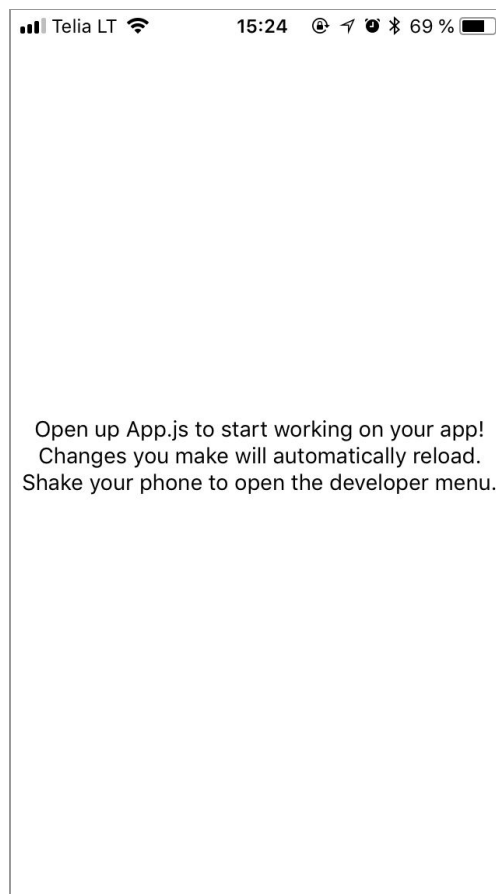 Telia LT 15:24 69 %
Open up App.js to start working on your app!
Changes you make will automatically reload.
Shake your phone to open the developer menu.